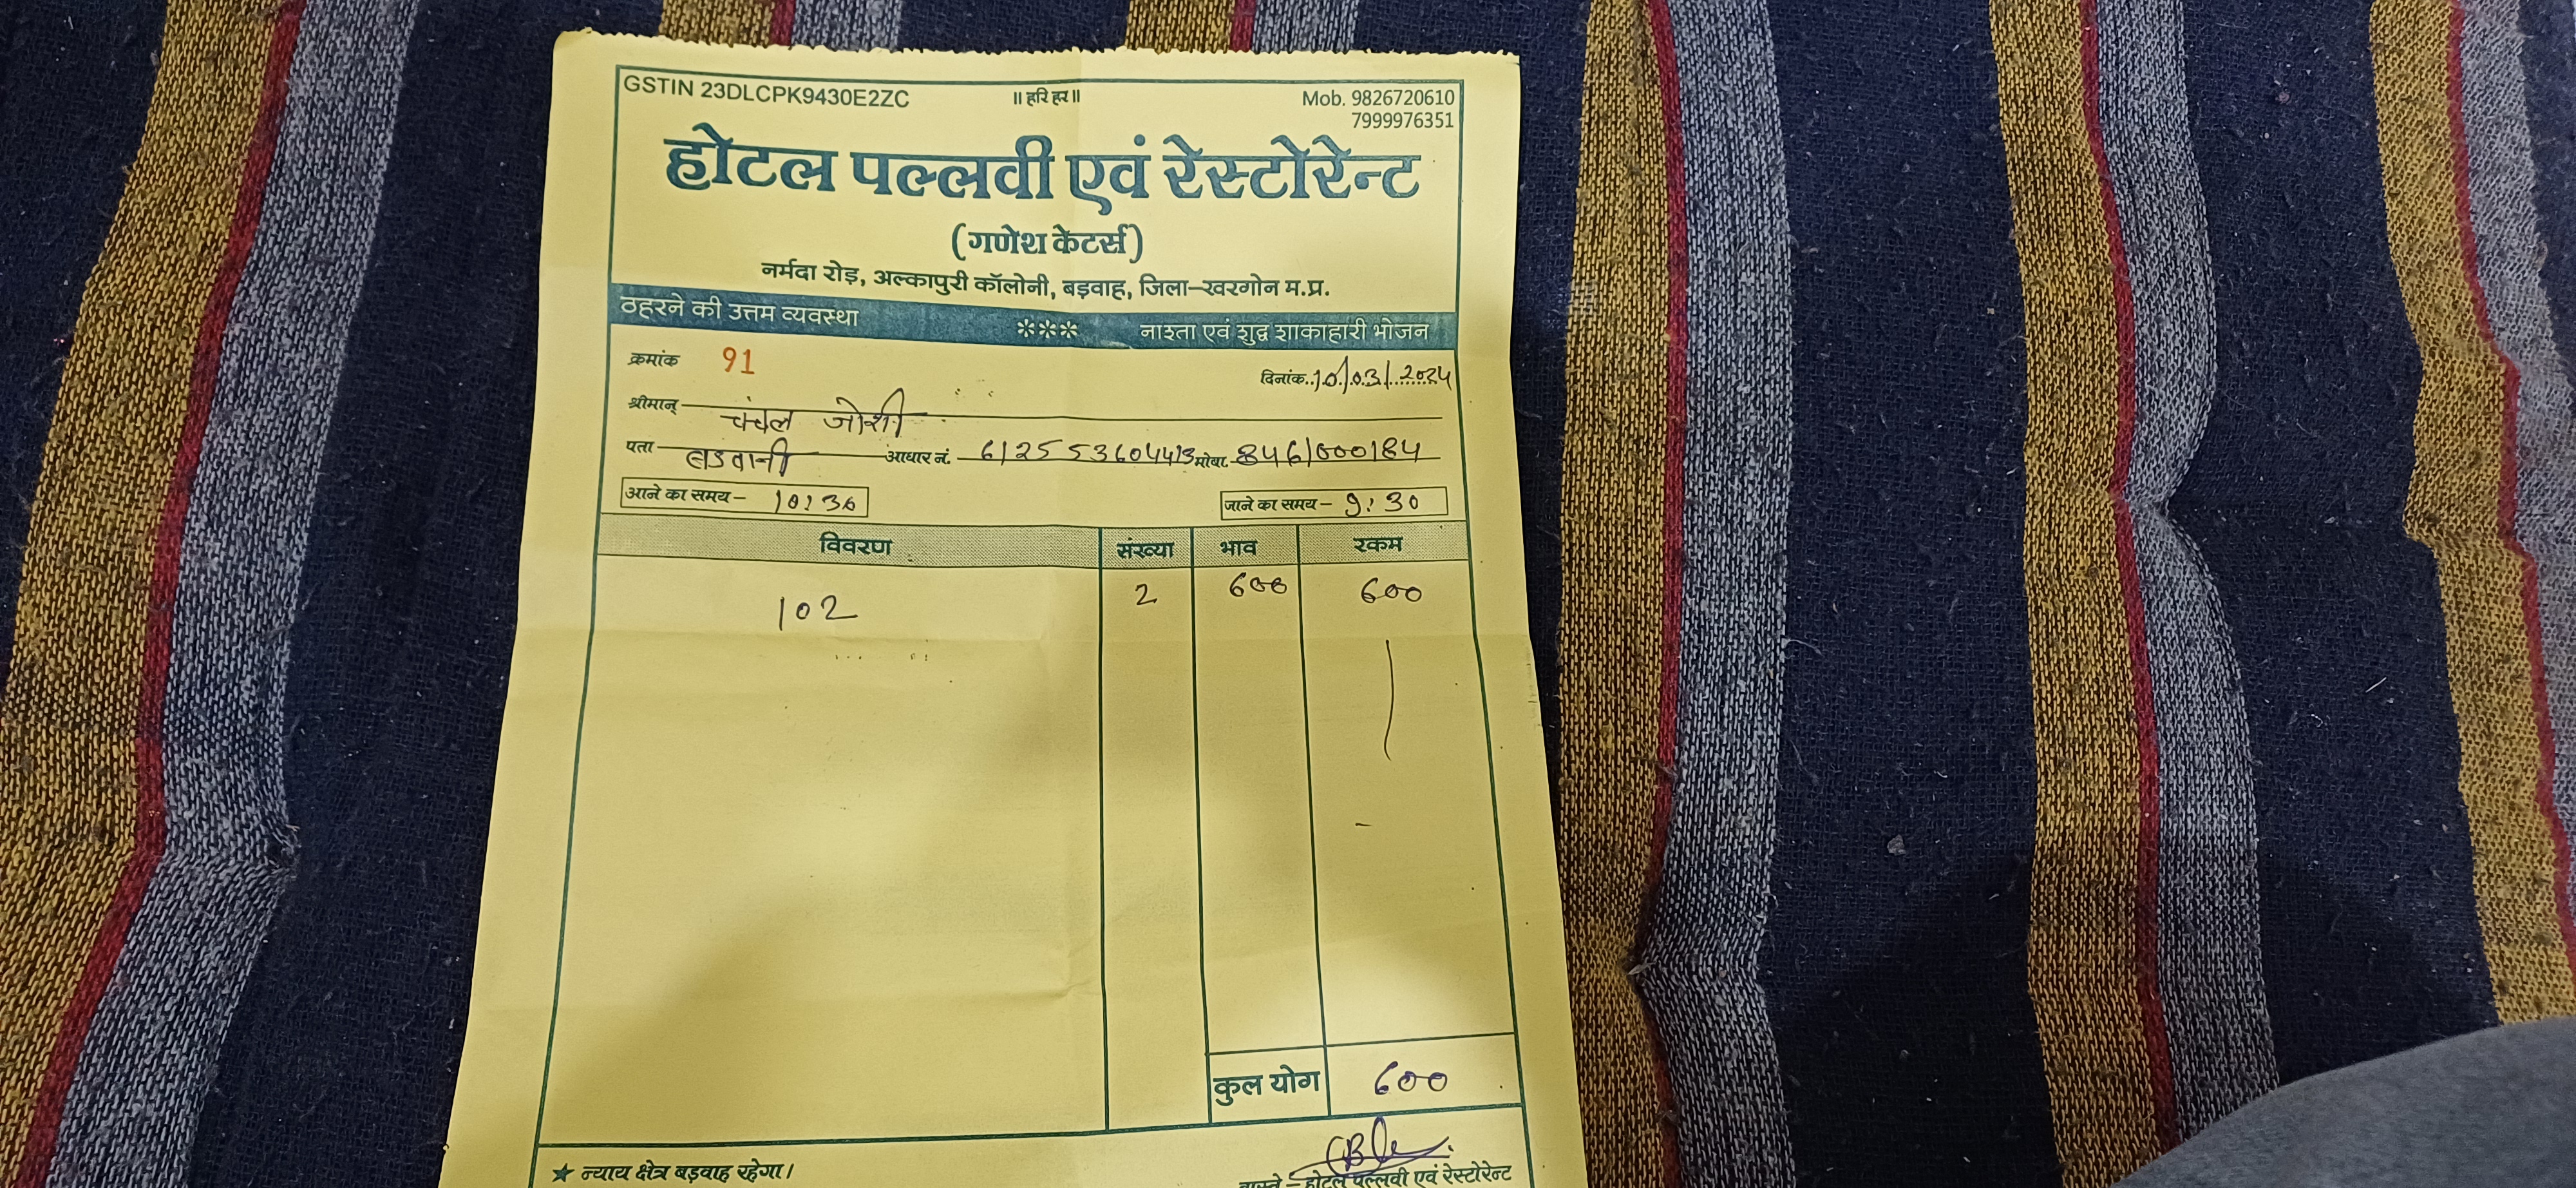 GSTIN 23DLCPK9430E2ZC ॥ हरि हर ॥ Mob. 9826720610
7999976351
होटल पल्लवी एवं रेस्टोरेन्ट
(गणेश केटर्स)
नर्मदा रोड़, अल्कापुरी कॉलोनी, बड़वाह, जिला-खरगोन म.प्र.
ठहरने की उत्तम व्यवस्था *** नाश्ता एवं शुद्ध शाकाहारी भोजन
क्रमांक 91 दिनांक 10/03/2024
श्रीमान् चंचल जोशी
पता बडवानी आधार नं. 612553604413 मोबा. 8461000184
आने का समय- 10:30 जाने का समय- 9:30
विवरण संख्या भाव रकम
102 2 600 600
कुल योग 600
★ न्याय क्षेत्र बड़वाह रहेगा। वास्ते - होटल पल्लवी एवं रेस्टोरेन्ट